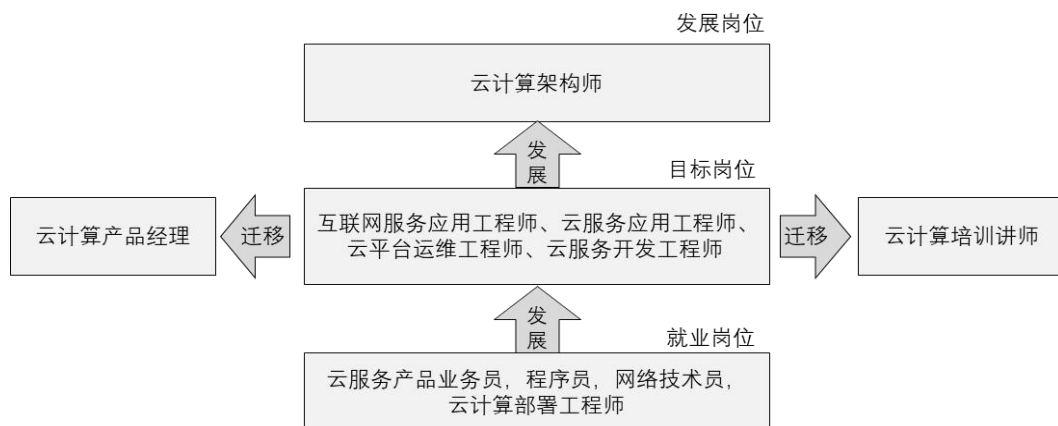 发展岗位
云计算架构师
发
展
目标岗位
互联网服务应用工程师、云服务应用工程师、
云平台运维工程师、云服务开发工程师
云计算产品经理
迁移
迁移
云计算培训讲师
发
展
就业岗位
云服务产品业务员，程序员，网络技术员，
云计算部署工程师